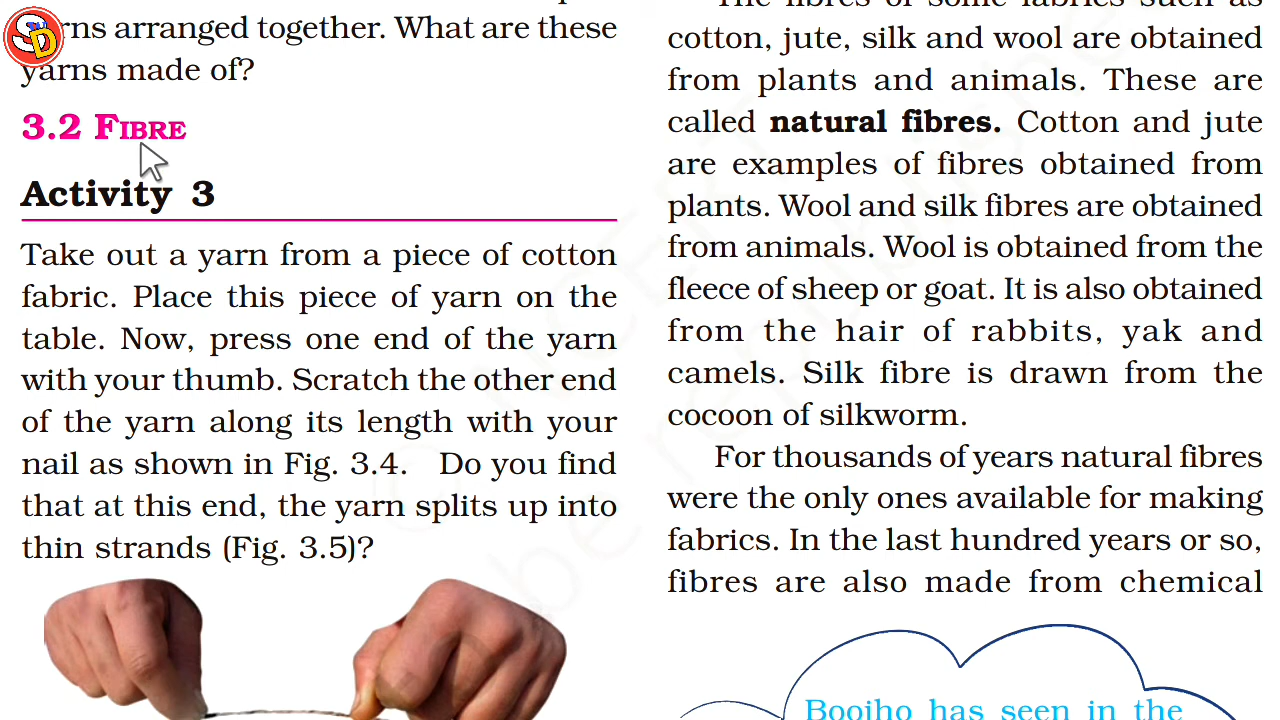 SD
arns arranged together. What are these
yarns made of?
3.2 FIBRE
Activity 3
Take out a yarn from a piece of cotton
fabric. Place this piece of yarn on the
table. Now, press one end of the yarn
with your thumb. Scratch the other end
of the yarn along its length with your
nail as shown in Fig. 3.4. Do you find
that at this end, the yarn splits up into
thin strands (Fig. 3.5)?
The fibres of some fabrics such as
cotton, jute, silk and wool are obtained
from plants and animals. These are
called natural fibres. Cotton and jute
are examples of fibres obtained from
plants. Wool and silk fibres are obtained
from animals. Wool is obtained from the
fleece of sheep or goat. It is also obtained
from the hair of rabbits, yak and
camels. Silk fibre is drawn from the
cocoon of silkworm.
For thousands of years natural fibres
were the only ones available for making
fabrics. In the last hundred years or so,
fibres are also made from chemical
Boojho has seen in the